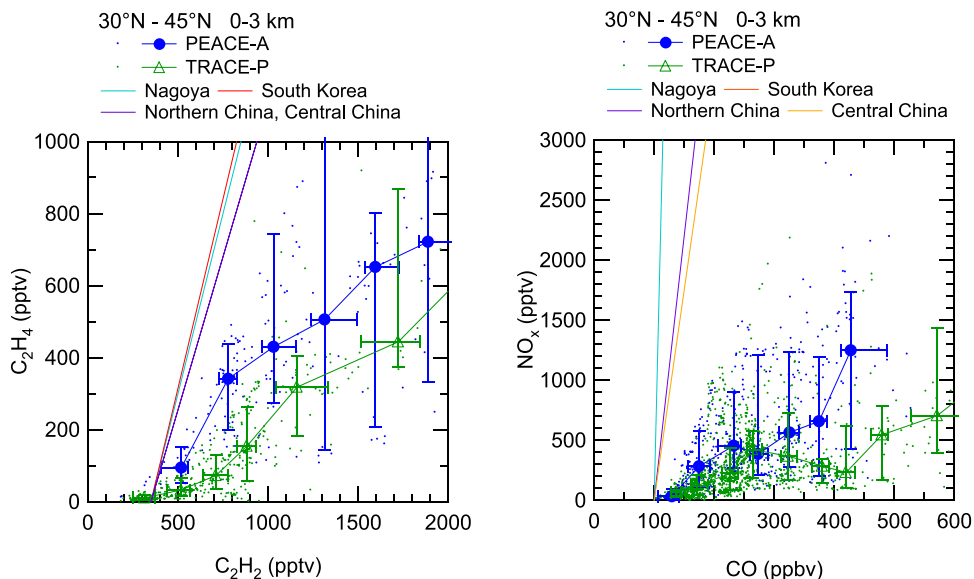 30°N - 45°N 0-3 km
PEACE-A
TRACE-P
Nagoya South Korea
Northern China, Central China
1000
800
600
400
200
0
C2H4 (pptv)
0 500 1000 1500 2000
C2H2 (pptv)
30°N - 45°N 0-3 km
PEACE-A
TRACE-P
Nagoya South Korea
Northern China Central China
3000
2500
2000
1500
1000
500
0
NOx (pptv)
0 100 200 300 400 500 600
CO (ppbv)